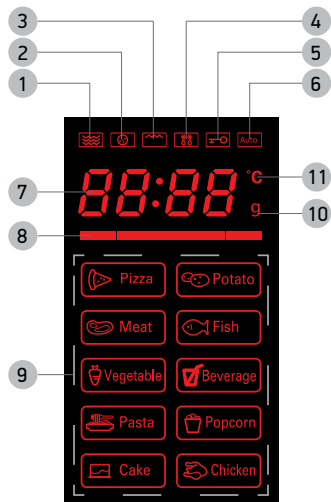 3
4
2
5
1
6
Auto
7
88:88
°C
11
g
10
8
Pizza
Potato
Meat
Fish
9
Vegetable
Beverage
Pasta
Popcorn
Cake
Chicken